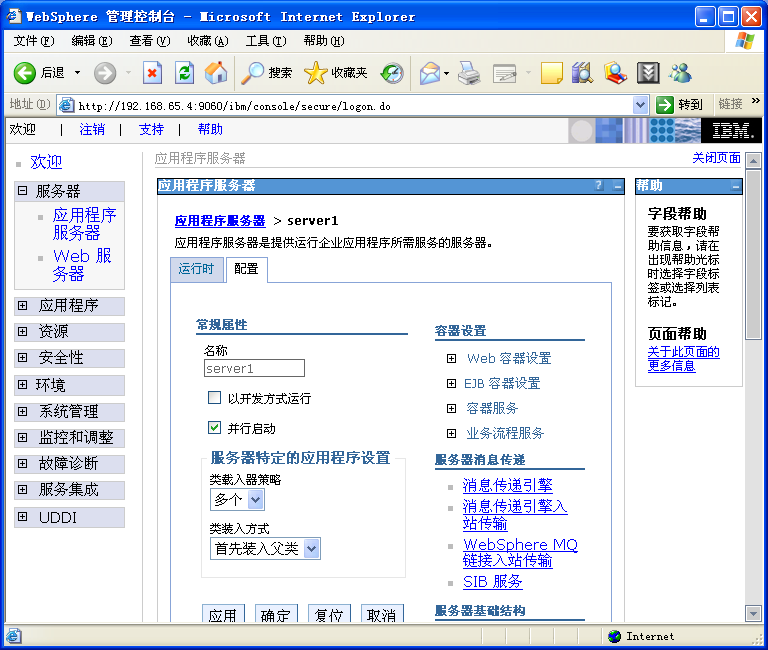 WebSphere 管理控制台 - Microsoft Internet Explorer
文件(F) 编辑(E) 查看(V) 收藏(A) 工具(T) 帮助(H)
后退 搜索 收藏夹
地址(D) http://192.168.65.4:9060/ibm/console/secure/logon.do 转到 链接 »
欢迎 | 注销 | 支持 | 帮助 IBM.
欢迎
服务器
应用程序
服务器
Web 服
务器
应用程序
资源
安全性
环境
系统管理
监控和调整
故障诊断
服务集成
UDDI
应用程序服务器 关闭页面
应用程序服务器 ? -
应用程序服务器 > server1
应用程序服务器是提供运行企业应用程序所需服务的服务器。
运行时 配置
常规属性
名称
server1
以开发方式运行
并行启动
服务器特定的应用程序设置
类载入器策略
多个
类装入方式
首先装入父类
应用 确定 复位 取消
容器设置
Web 容器设置
EJB 容器设置
容器服务
业务流程服务
服务器消息传递
消息传递引擎
消息传递引擎入
站传输
WebSphere MQ
链接入站传输
SIB 服务
服务器基础结构
帮助 -
字段帮助
要获取字段帮
助信息，请在
出现帮助光标
时选择字段标
签或选择列表
标记。
页面帮助
关于此页面的
更多信息
Internet